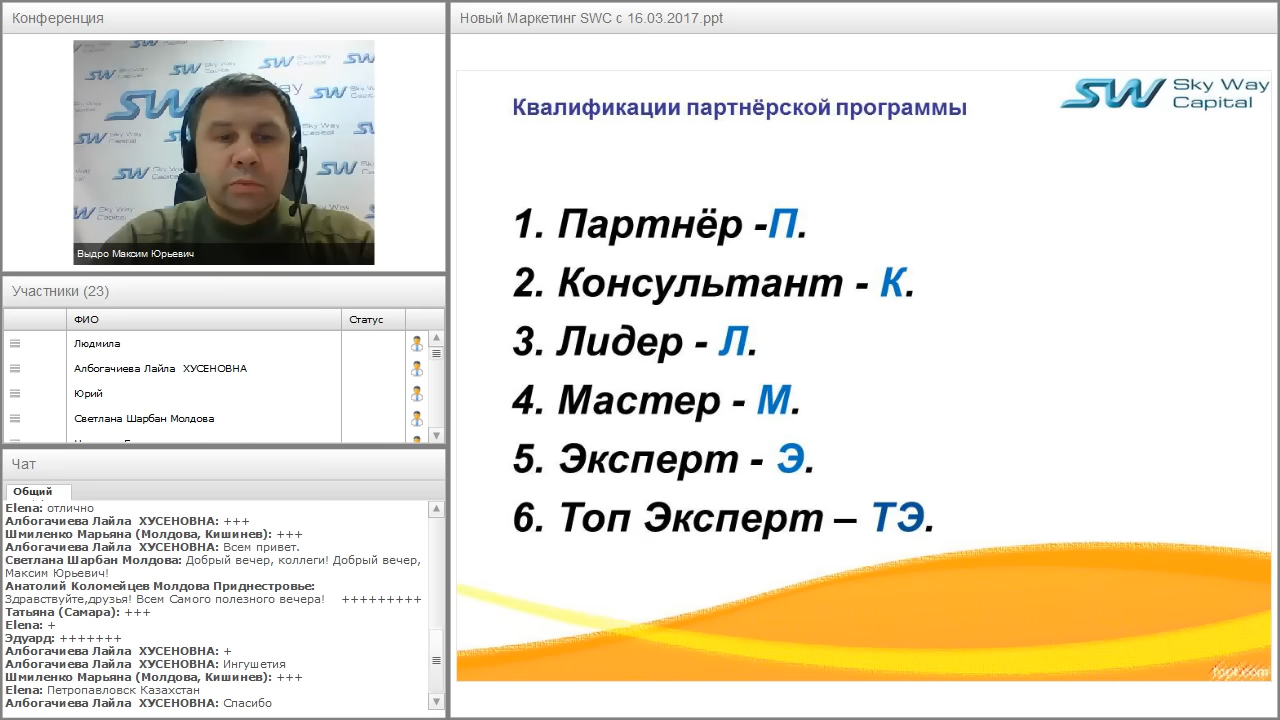 Конференция
Выдро Максим Юрьевич
Участники (23)
ФИО
Статус
Людмила
Албогачиева Лайла ХУСЕНОВНА
Юрий
Светлана Шарбан Молдова
Чат
Общий
Elena: отлично
Албогачиева Лайла ХУСЕНОВНА: +++
Шмиленко Марьяна (Молдова, Кишинев): +++
Албогачиева Лайла ХУСЕНОВНА: Всем привет.
Светлана Шарбан Молдова: Добрый вечер, коллеги! Добрый вечер,
Максим Юрьевич!
Анатолий Коломейцев Молдова Приднестровье:
Здравствуйте,друзья! Всем Самого полезного вечера! +++++++++
Татьяна (Самара): +++
Elena: +
Эдуард: +++++++
Албогачиева Лайла ХУСЕНОВНА: +
Албогачиева Лайла ХУСЕНОВНА: Ингушетия
Шмиленко Марьяна (Молдова, Кишинев): +++
Elena: Петропавловск Казахстан
Албогачиева Лайла ХУСЕНОВНА: Спасибо
Новый Маркетинг SWC с 16.03.2017.ppt
Квалификации партнёрской программы
SW Sky Way
Capital
1. Партнёр -П.
2. Консультант - К.
3. Лидер - Л.
4. Мастер - М.
5. Эксперт - Э.
6. Топ Эксперт – ТЭ.
fppt.com